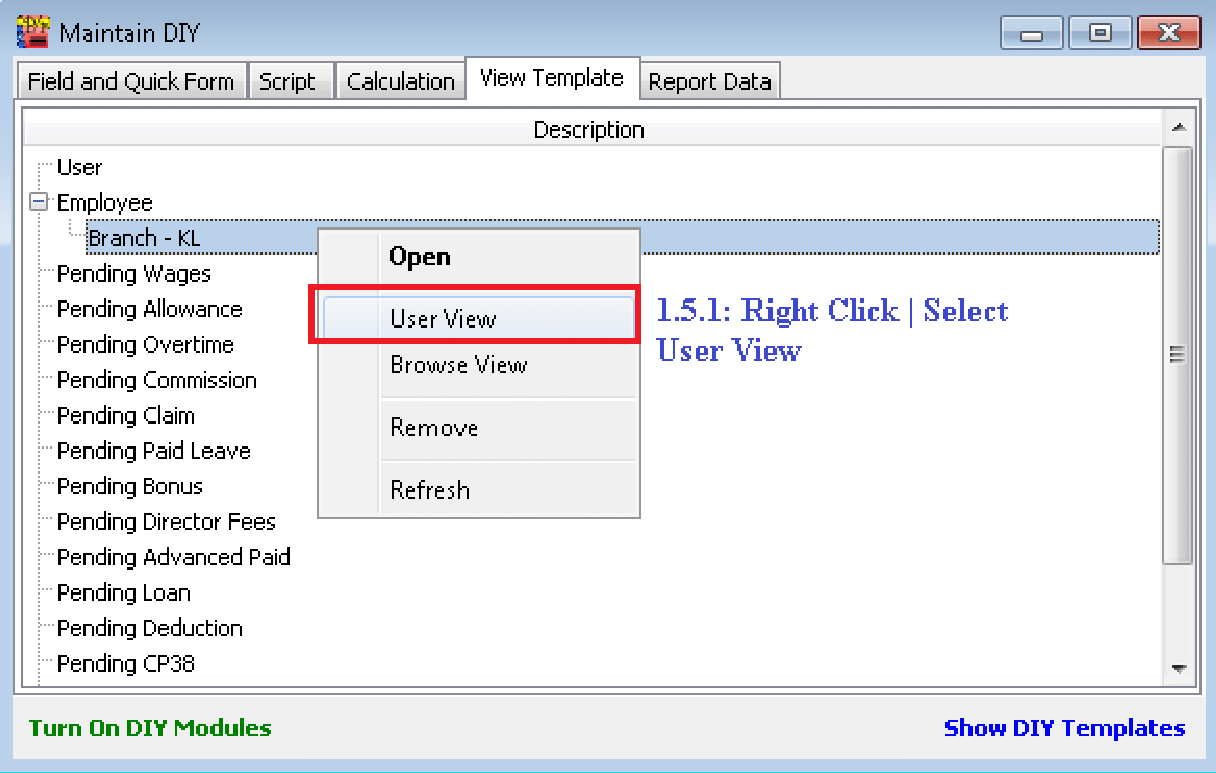 Maintain DIY
Field and Quick Form
Script
Calculation
View Template
Report Data
Description
User
Employee
Branch - KL
Pending Wages
Pending Allowance
Pending Overtime
Pending Commission
Pending Claim
Pending Paid Leave
Pending Bonus
Pending Director Fees
Pending Advanced Paid
Pending Loan
Pending Deduction
Pending CP38
Open
User View
Browse View
Remove
Refresh
1.5.1: Right Click | Select
User View
Turn On DIY Modules
Show DIY Templates